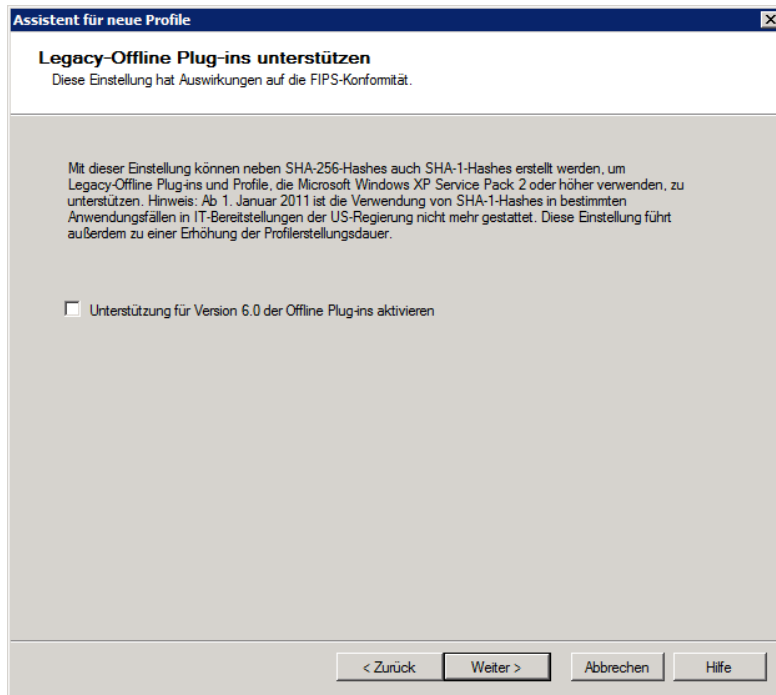 Assistent für neue Profile
Legacy-Offline Plug-ins unterstützen
Diese Einstellung hat Auswirkungen auf die FIPS-Konformität.
Mit dieser Einstellung können neben SHA-256-Hashes auch SHA-1-Hashes erstellt werden, um
Legacy-Offline Plug-ins und Profile, die Microsoft Windows XP Service Pack 2 oder höher verwenden, zu
unterstützen. Hinweis: Ab 1. Januar 2011 ist die Verwendung von SHA-1-Hashes in bestimmten
Anwendungsfällen in IT-Bereitstellungen der US-Regierung nicht mehr gestattet. Diese Einstellung führt
außerdem zu einer Erhöhung der Profilerstellungsdauer.
Unterstützung für Version 6.0 der Offline Plug-ins aktivieren
< Zurück Weiter > Abbrechen Hilfe